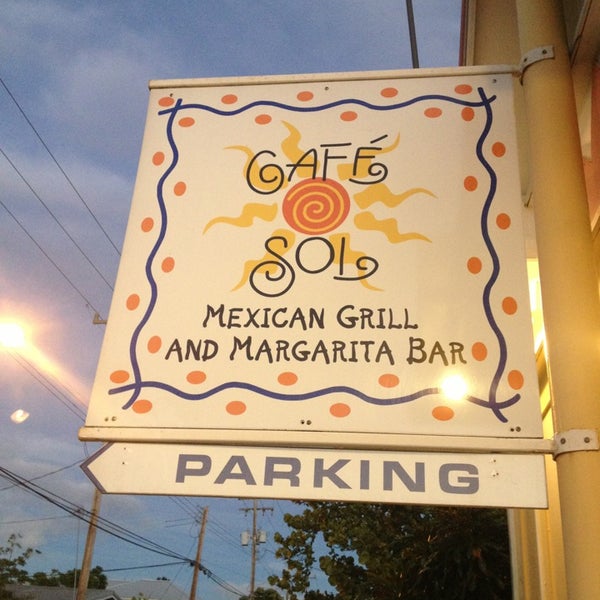 CAFÉ
SOL
MEXICAN GRILL
AND MARGARITA BAR
PARKING